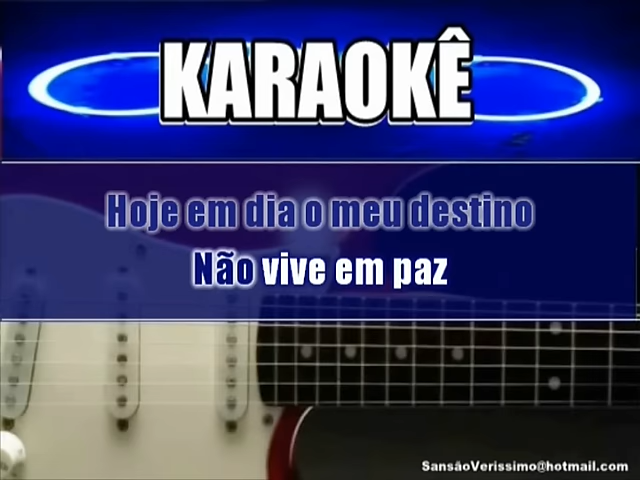 KARAOKÊ
Hoje em dia o meu destino
Não vive em paz
SansãoVerissimo@hotmail.com